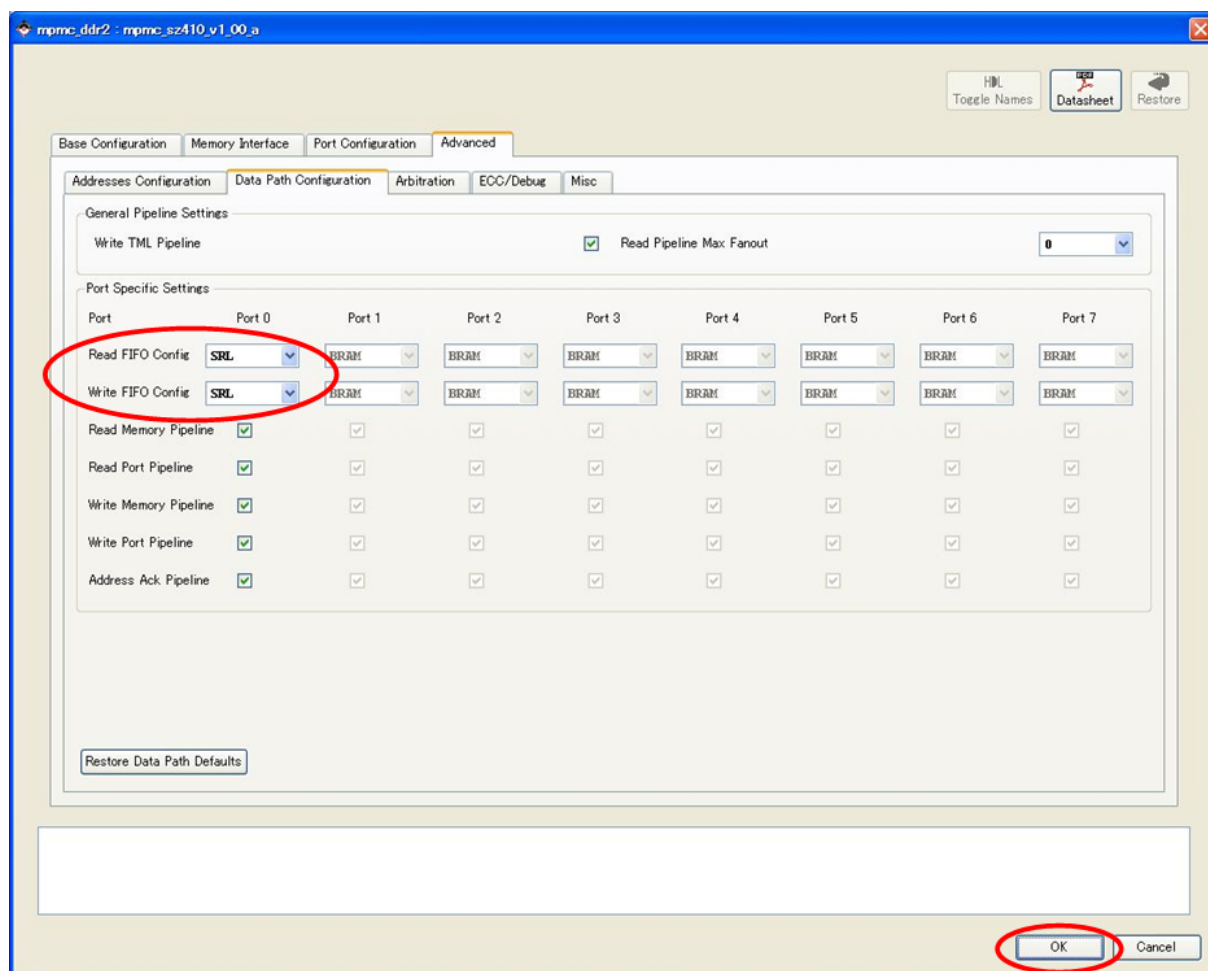 mpmc_ddr2 : mpmc_sz410_v1_00_a
HDL
Toggle Names
PDF
Datasheet
Restore
Base Configuration Memory Interface Port Configuration Advanced
Addresses Configuration Data Path Configuration Arbitration ECC/Debug Misc
General Pipeline Settings
Write TML Pipeline Read Pipeline Max Fanout 0
Port Specific Settings
Port Port 0 Port 1 Port 2 Port 3 Port 4 Port 5 Port 6 Port 7
Read FIFO Config SRL BRAM BRAM BRAM BRAM BRAM BRAM BRAM
Write FIFO Config SRL BRAM BRAM BRAM BRAM BRAM BRAM BRAM
Read Memory Pipeline
Read Port Pipeline
Write Memory Pipeline
Write Port Pipeline
Address Ack Pipeline
Restore Data Path Defaults
OK Cancel